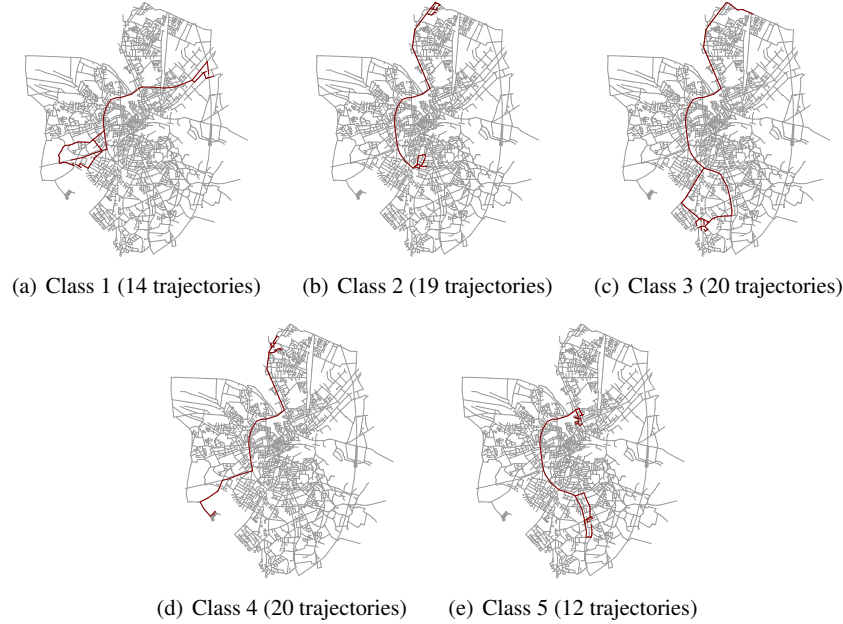 (a) Class 1 (14 trajectories)
(b) Class 2 (19 trajectories)
(c) Class 3 (20 trajectories)
(d) Class 4 (20 trajectories)
(e) Class 5 (12 trajectories)